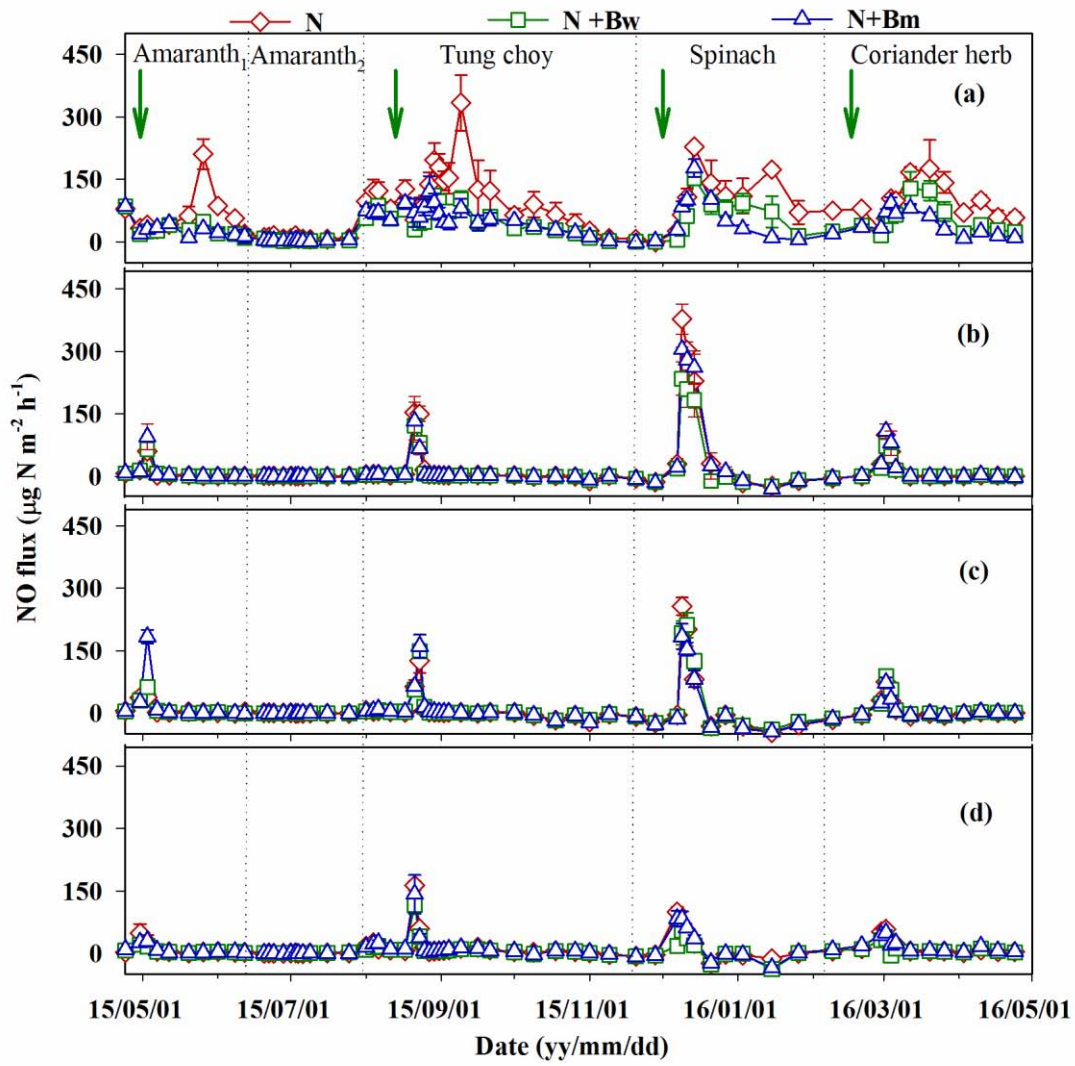 N N +Bw N+Bm
Amaranth1 Amaranth2 Tung choy Spinach Coriander herb
450
300
150
0
(a)
450
300
150
0
(b)
450
300
150
0
(c)
450
300
150
0
(d)
NO flux (μg N m-2 h-1)
15/05/01 15/07/01 15/09/01 15/11/01 16/01/01 16/03/01 16/05/01
Date (yy/mm/dd)